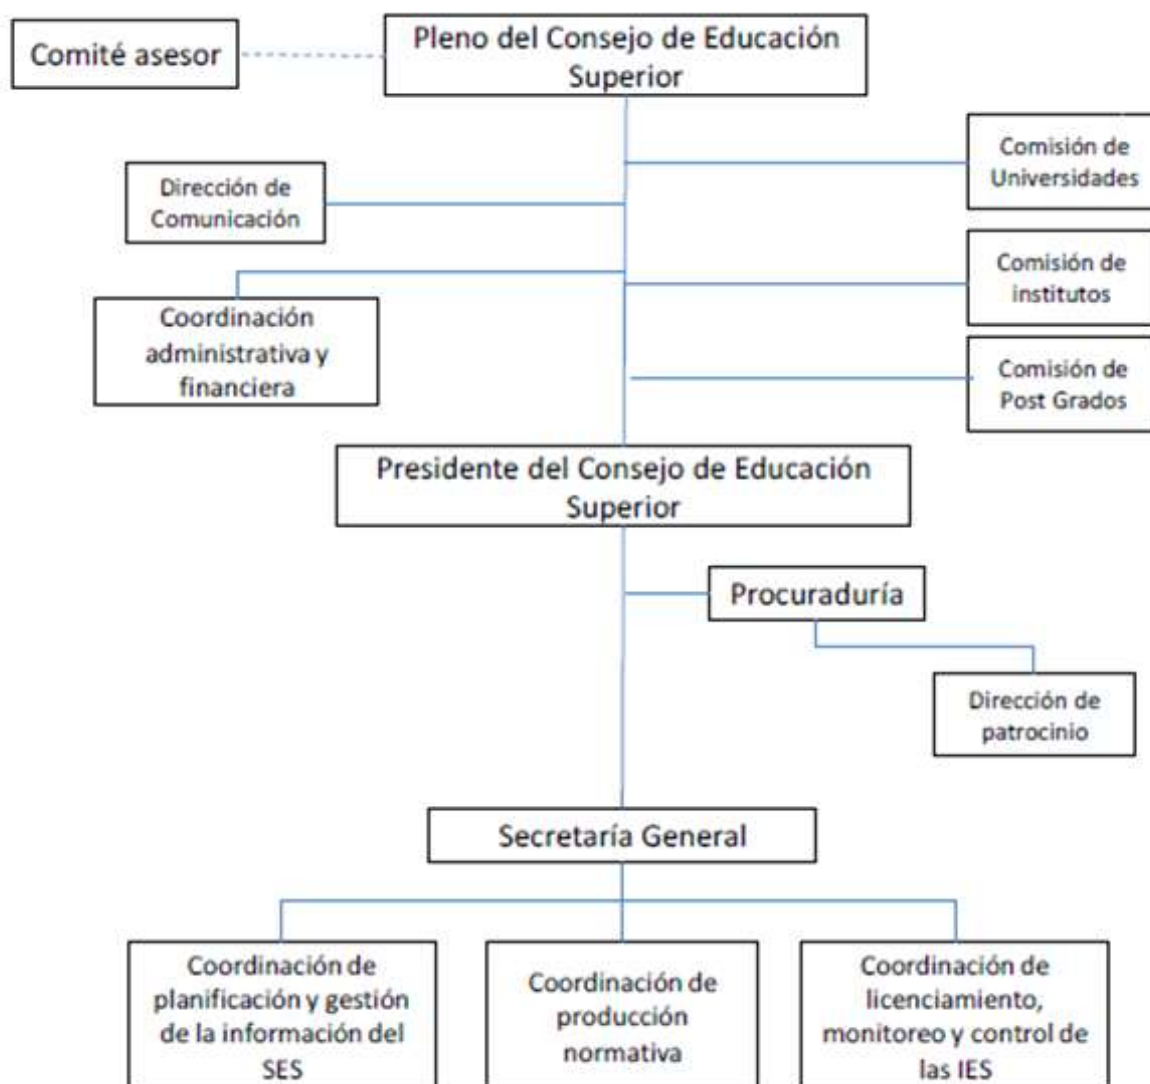 Comité asesor
Pleno del Consejo de Educación
Superior
Comisión de
Universidades
Dirección de
Comunicación
Comisión de
institutos
Coordinación
administrativa y
financiera
Comisión de
Post Grados
Presidente del Consejo de Educación
Superior
Procuraduría
Dirección de
patrocinio
Secretaría General
Coordinación de
planificación y gestión
de la información del
SES
Coordinación de
producción
normativa
Coordinación de
licenciamiento,
monitoreo y control de
las IES